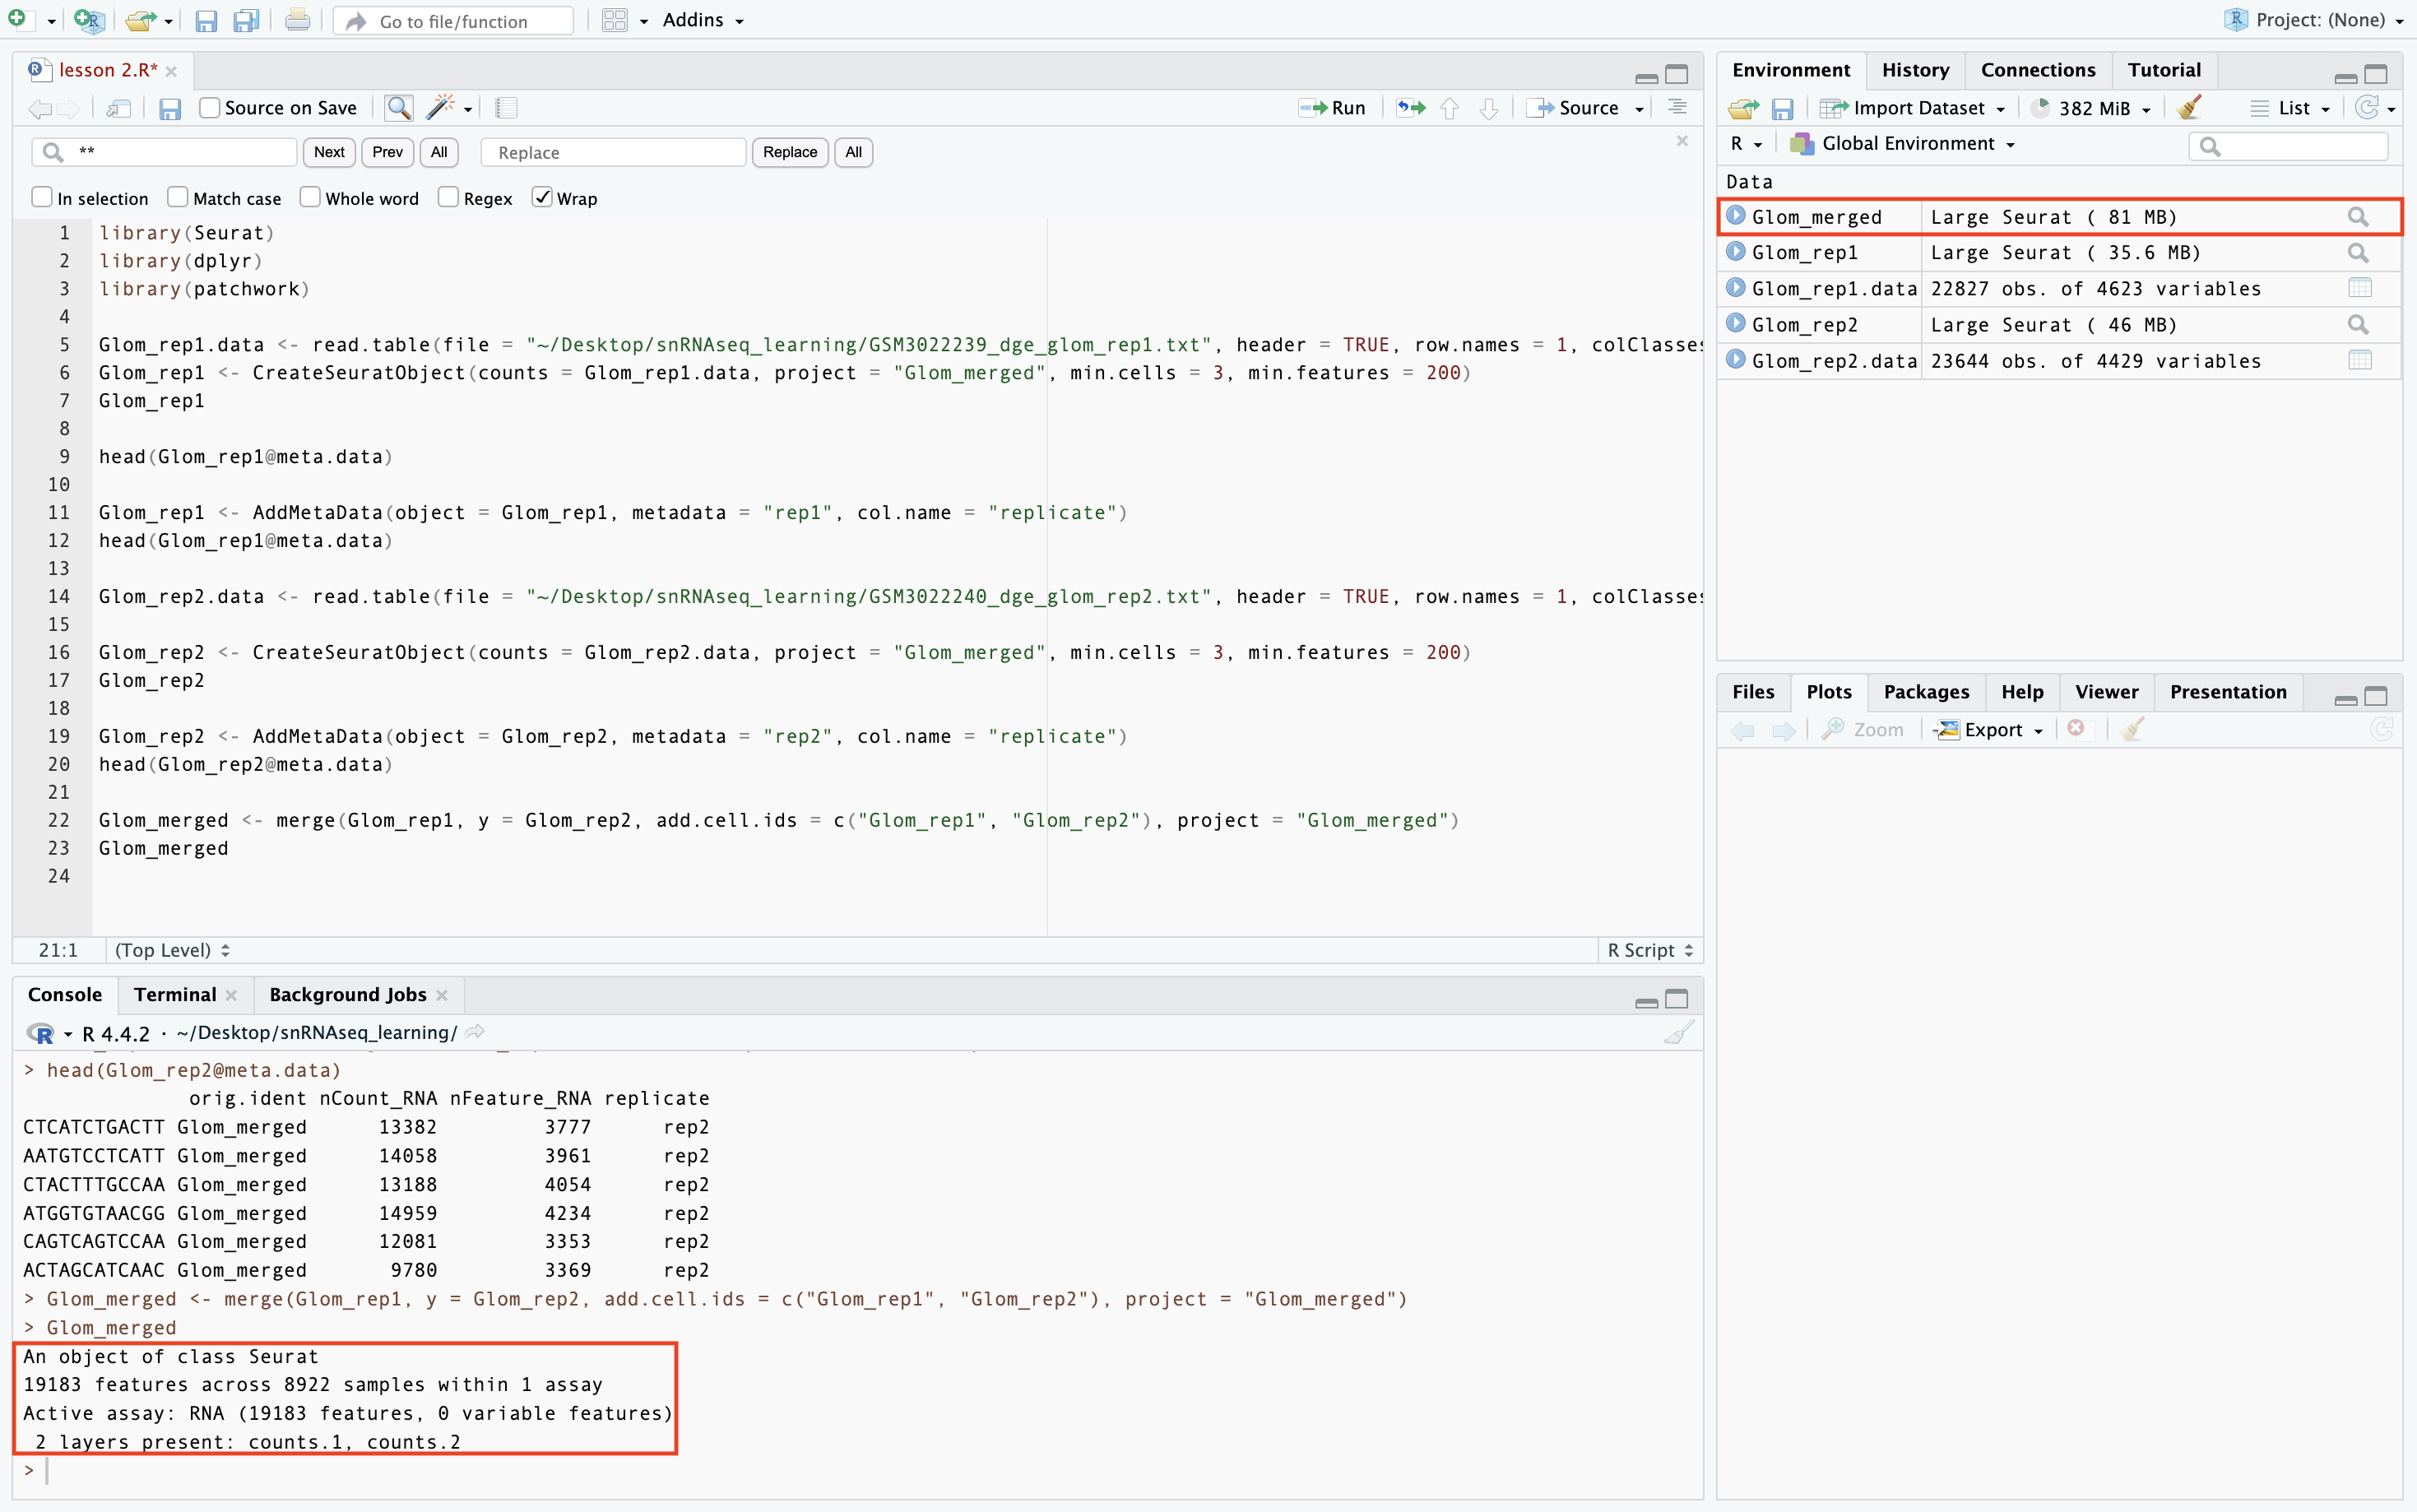 Go to file/function
Addins
Project: (None)
lesson 2.R*
Source on Save
Run
Source
**
Next
Prev
All
Replace
Replace
All
In selection
Match case
Whole word
Regex
Wrap
1 library(Seurat)
2 library(dplyr)
3 library(patchwork)
4
5 Glom_rep1.data <- read.table(file = "~/Desktop/snRNAseq_learning/GSM3022239_dge_glom_rep1.txt", header = TRUE, row.names = 1, colClasses
6 Glom_rep1 <- CreateSeuratObject(counts = Glom_rep1.data, project = "Glom_merged", min.cells = 3, min.features = 200)
7 Glom_rep1
8
9 head(Glom_rep1@meta.data)
10
11 Glom_rep1 <- AddMetaData(object = Glom_rep1, metadata = "rep1", col.name = "replicate")
12 head(Glom_rep1@meta.data)
13
14 Glom_rep2.data <- read.table(file = "~/Desktop/snRNAseq_learning/GSM3022240_dge_glom_rep2.txt", header = TRUE, row.names = 1, colClasses
15
16 Glom_rep2 <- CreateSeuratObject(counts = Glom_rep2.data, project = "Glom_merged", min.cells = 3, min.features = 200)
17 Glom_rep2
18
19 Glom_rep2 <- AddMetaData(object = Glom_rep2, metadata = "rep2", col.name = "replicate")
20 head(Glom_rep2@meta.data)
21
22 Glom_merged <- merge(Glom_rep1, y = Glom_rep2, add.cell.ids = c("Glom_rep1", "Glom_rep2"), project = "Glom_merged")
23 Glom_merged
24
21:1
(Top Level)
R Script
Console
Terminal
Background Jobs
R 4.4.2 · ~/Desktop/snRNAseq_learning/
> head(Glom_rep2@meta.data)
orig.ident nCount_RNA nFeature_RNA replicate
CTCATCTGACTT Glom_merged 13382 3777 rep2
AATGTCCTCATT Glom_merged 14058 3961 rep2
CTACTTTGCCAA Glom_merged 13188 4054 rep2
ATGGTGTAACGG Glom_merged 14959 4234 rep2
CAGTCAGTCCAA Glom_merged 12081 3353 rep2
ACTAGCATCAAC Glom_merged 9780 3369 rep2
> Glom_merged <- merge(Glom_rep1, y = Glom_rep2, add.cell.ids = c("Glom_rep1", "Glom_rep2"), project = "Glom_merged")
> Glom_merged
An object of class Seurat
19183 features across 8922 samples within 1 assay
Active assay: RNA (19183 features, 0 variable features)
2 layers present: counts.1, counts.2
>
Environment
History
Connections
Tutorial
Import Dataset
382 MiB
List
R
Global Environment
Data
Glom_merged Large Seurat ( 81 MB)
Glom_rep1 Large Seurat ( 35.6 MB)
Glom_rep1.data 22827 obs. of 4623 variables
Glom_rep2 Large Seurat ( 46 MB)
Glom_rep2.data 23644 obs. of 4429 variables
Files
Plots
Packages
Help
Viewer
Presentation
Zoom
Export